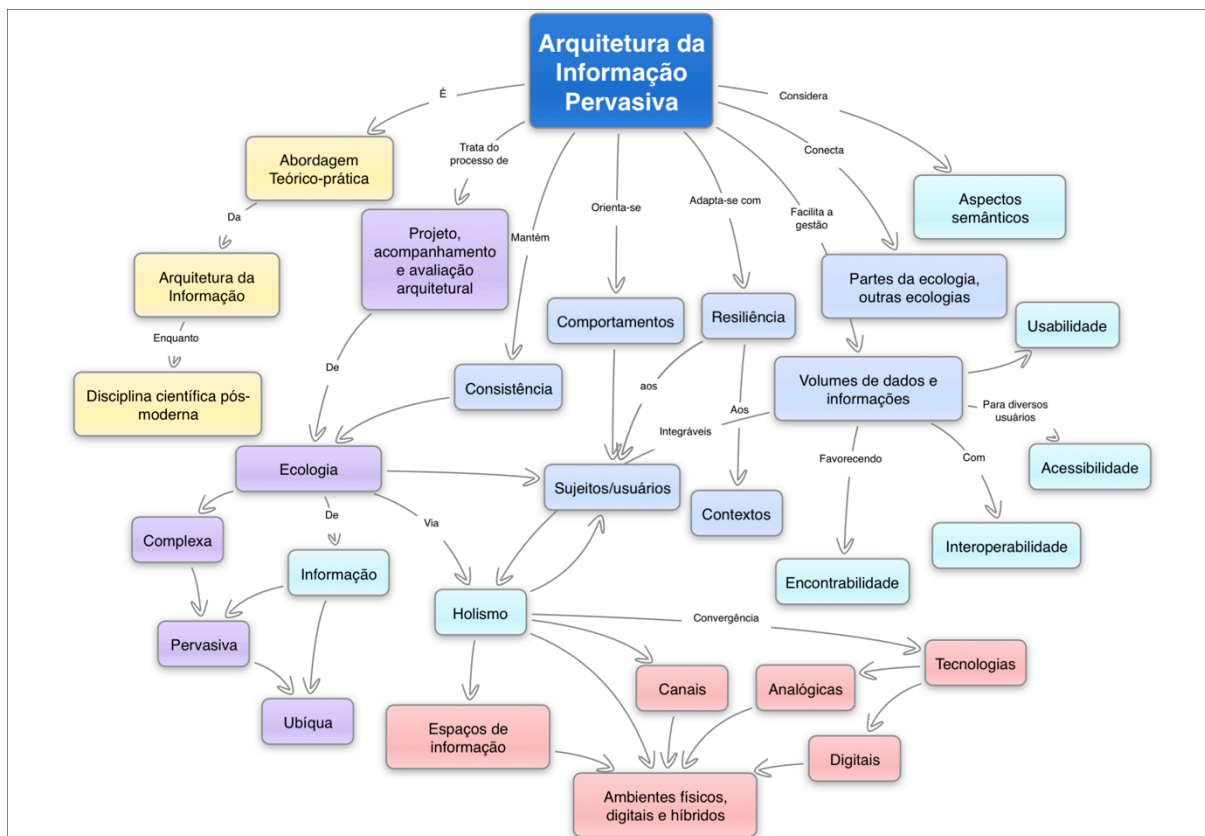 Arquitetura da
Informação
Pervasiva
É
Considera
Trata do
processo de
Conecta
Abordagem
Teórico-prática
Orienta-se
Adapta-se com
Facilita a
gestão
Aspectos
semânticos
Da
Projeto,
acompanhamento
e avaliação
arquitetural
Mantém
Arquitetura da
Informação
Partes da ecologia,
outras ecologias
Comportamentos
Resiliência
Usabilidade
Enquanto
De
Consistência
aos
Disciplina científica pós-
moderna
Volumes de dados e
informações
Aos
Para diversos
usuários
Integráveis
Favorecendo
Com
Ecologia
Sujeitos/usuários
Acessibilidade
Contextos
De
Via
Complexa
Interoperabilidade
Informação
Encontrabilidade
Holismo
Convergência
Pervasiva
Tecnologias
Canais
Analógicas
Ubíqua
Espaços de
informação
Digitais
Ambientes físicos,
digitais e híbridos